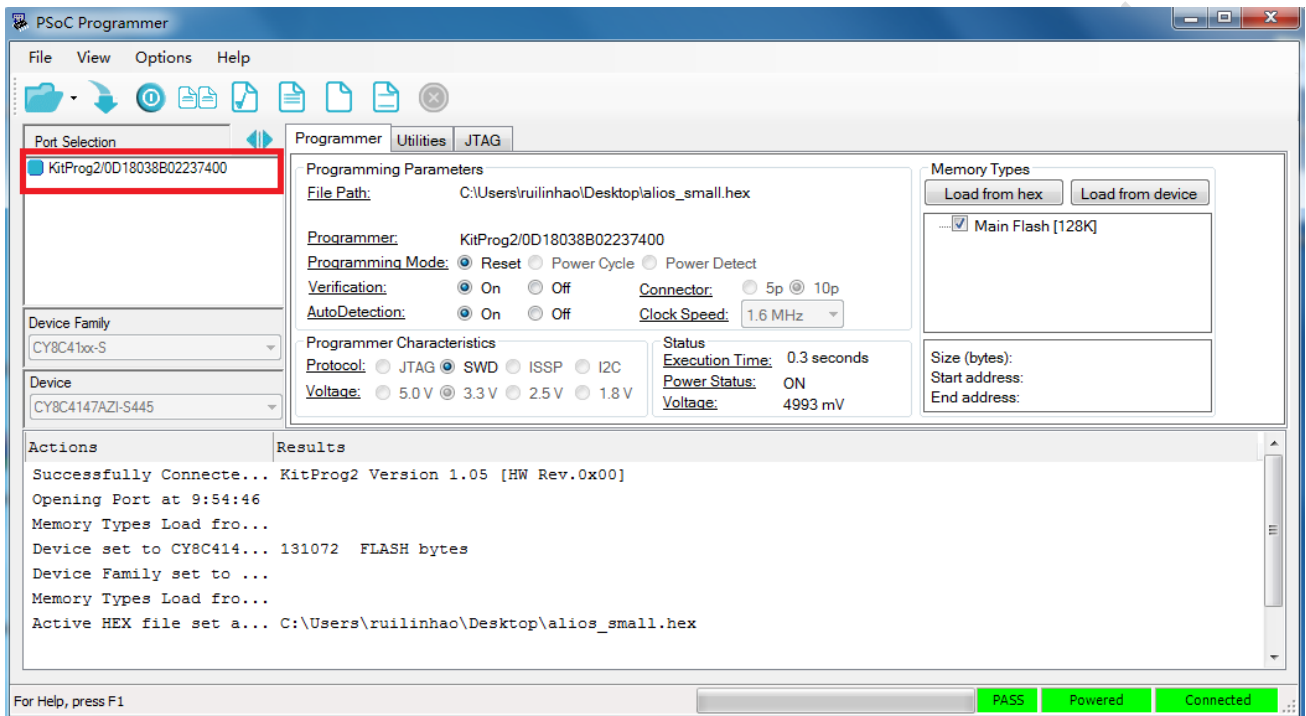 PSoC Programmer
File View Options Help
Port Selection
KitProg2/0D18038B02237400
Device Family
CY8C41xx-S
Device
CY8C4147AZI-S445
Programmer Utilities JTAG
Programming Parameters
File Path: C:\Users\ruilinhao\Desktop\alios_small.hex
Programmer: KitProg2/0D18038B02237400
Programming Mode: Reset Power Cycle Power Detect
Verification: On Off Connector: 5p 10p
AutoDetection: On Off Clock Speed: 1.6 MHz
Programmer Characteristics
Protocol: JTAG SWD ISSP I2C
Voltage: 5.0 V 3.3 V 2.5 V 1.8 V
Status
Execution Time: 0.3 seconds
Power Status: ON
Voltage: 4993 mV
Memory Types
Load from hex Load from device
Main Flash [128K]
Size (bytes):
Start address:
End address:
Actions Results
Successfully Connecte... KitProg2 Version 1.05 [HW Rev.0x00]
Opening Port at 9:54:46
Memory Types Load fro...
Device set to CY8C414... 131072 FLASH bytes
Device Family set to ...
Memory Types Load fro...
Active HEX file set a... C:\Users\ruilinhao\Desktop\alios_small.hex
For Help, press F1 PASS Powered Connected